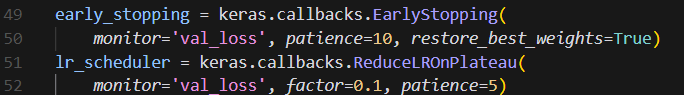 49 early_stopping = keras.callbacks.EarlyStopping(
50 monitor='val_loss', patience=10, restore_best_weights=True)
51 lr_scheduler = keras.callbacks.ReduceLROnPlateau(
52 monitor='val_loss', factor=0.1, patience=5)